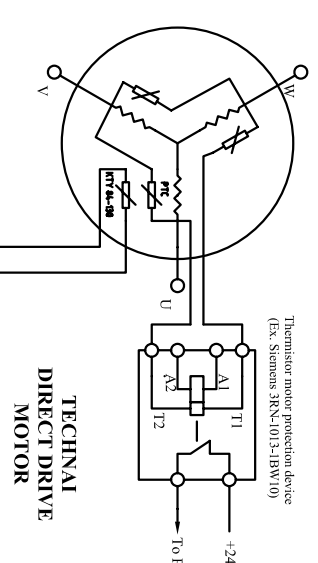 W
V
PTC
KTY 84-130
U
Thermistor motor protection device
(Ex. Siemens 3RN-1013-1BW10)
A1
A2
T1
T2
+24
To
TECHNAI
DIRECT DRIVE
MOTOR